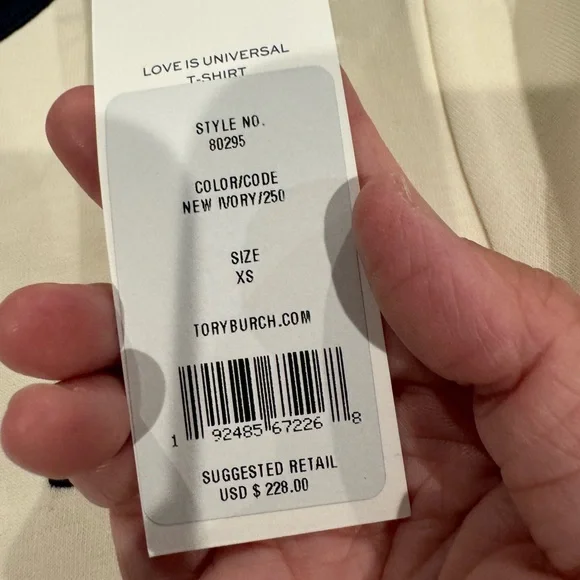 LOVE IS UNIVERSAL
T-SHIRT
STYLE NO.
80295
COLOR/CODE
NEW IVORY/250
SIZE
XS
TORYBURCH.COM
1 92485 67226 8
SUGGESTED RETAIL
USD $ 228.00